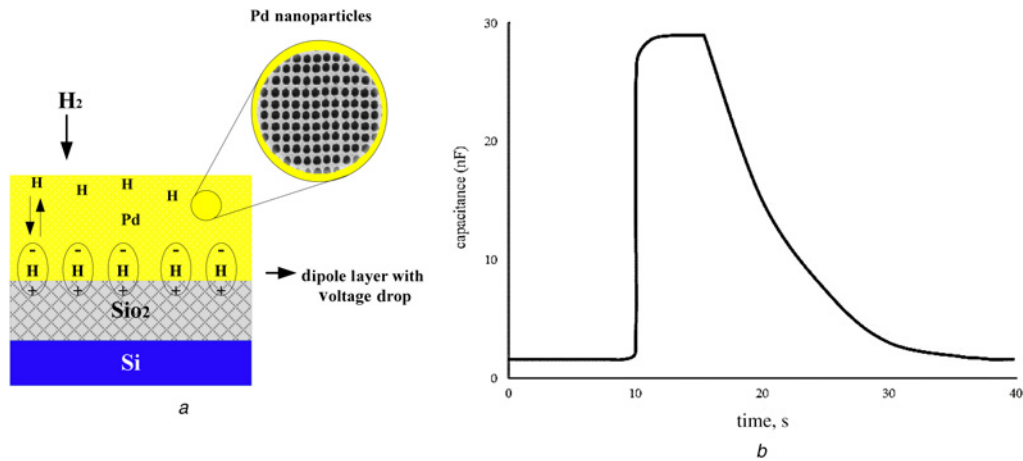 Pd nanoparticles
H2
H H H H
Pd
- - - - -
H H H H H
+ + + + +
dipole layer with
voltage drop
Sio2
Si
a
30
20
10
0
capacitance (nF)
0 10 20 30 40
time, s
b